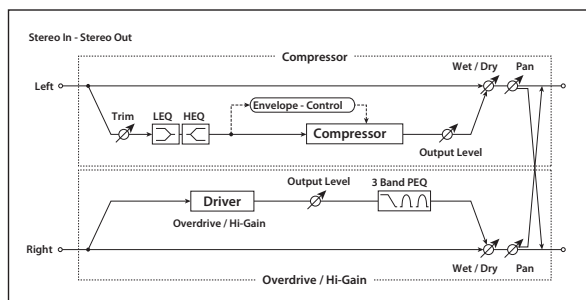 Stereo In - Stereo Out
Compressor
Wet / Dry
Pan
Left
Trim
LEQ
HEQ
Envelope - Control
Compressor
Output Level
Driver
Overdrive / Hi-Gain
Output Level
3 Band PEQ
Right
Wet / Dry
Pan
Overdrive / Hi-Gain